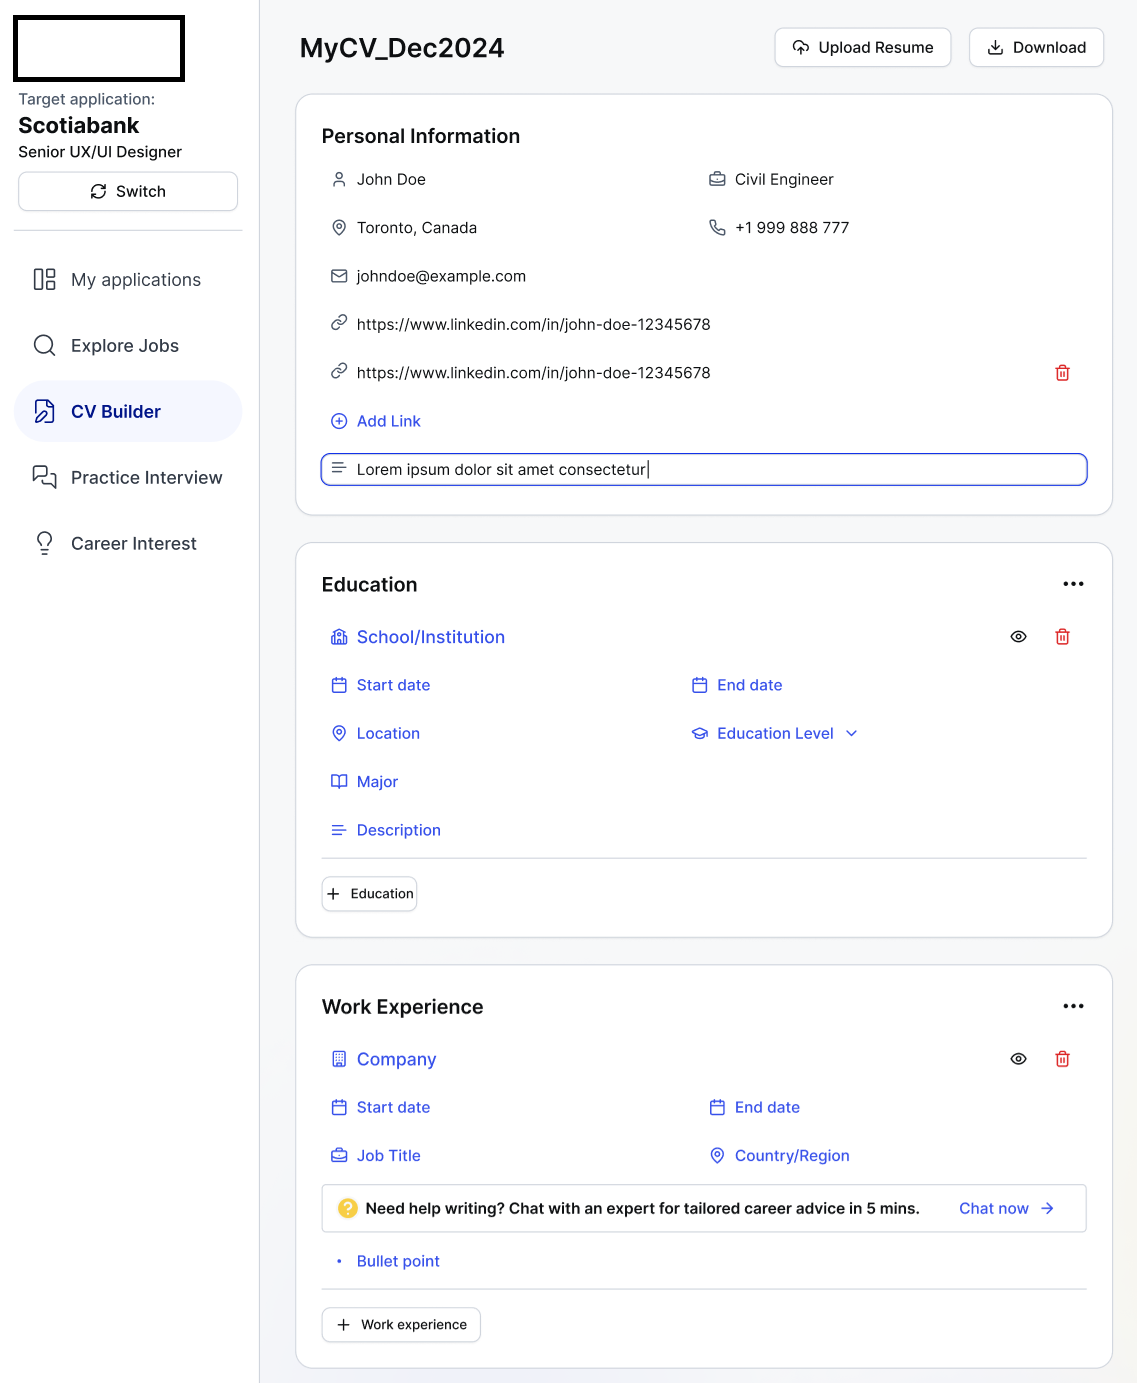 Target application:
Scotiabank
Senior UX/UI Designer
Switch
My applications
Explore Jobs
CV Builder
Practice Interview
Career Interest
MyCV_Dec2024
Upload Resume
Download
Personal Information
John Doe
Civil Engineer
Toronto, Canada
+1 999 888 777
johndoe@example.com
https://www.linkedin.com/in/john-doe-12345678
https://www.linkedin.com/in/john-doe-12345678
Add Link
Lorem ipsum dolor sit amet consectetur
Education
School/Institution
Start date
End date
Location
Education Level
Major
Description
Education
Work Experience
Company
Start date
End date
Job Title
Country/Region
Need help writing? Chat with an expert for tailored career advice in 5 mins.
Chat now
Bullet point
Work experience